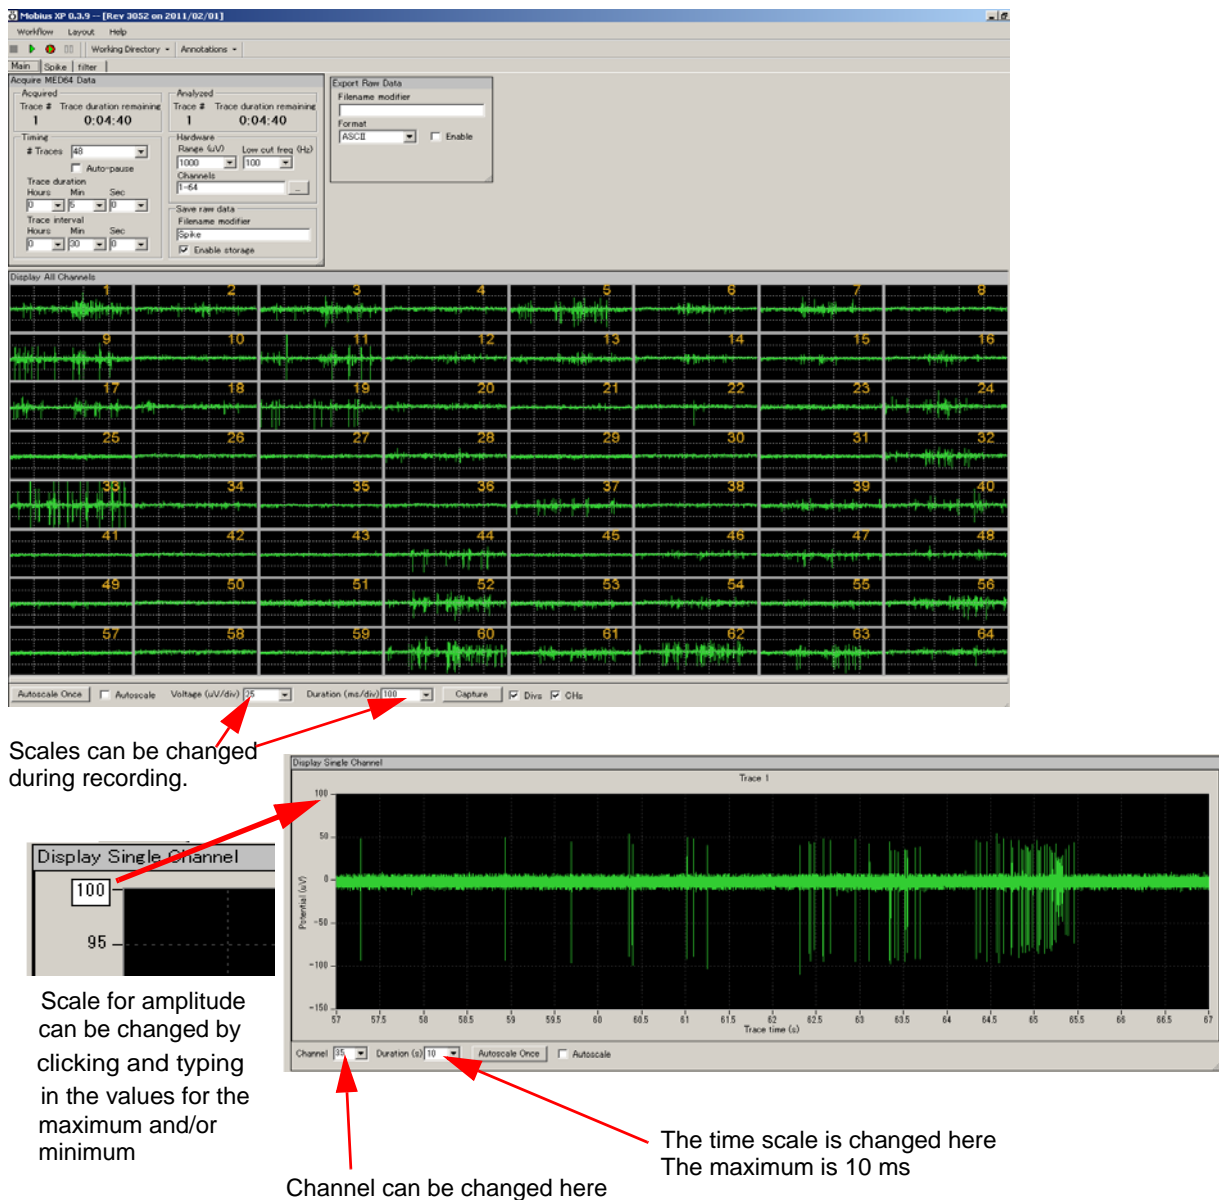 Mobius XP 0.3.9 -- [Rev 3052 on 2011/02/01]
Workflow Layout Help
Working Directory Annotations
Main Spike filter
Acquire MED64 Data
Acquired
Trace # Trace duration remaining
1 0:04:40
Analyzed
Trace # Trace duration remaining
1 0:04:40
Timing
# Traces 48
Auto-pause
Trace duration
Hours Min Sec
0 5 0
Trace interval
Hours Min Sec
0 30 0
Hardware
Range (uV) Low cut freq (Hz)
1000 100
Channels
1-64 ...
Save raw data
Filename modifier
Spike
Enable storage
Export Raw Data
Filename modifier
Format
ASCII Enable
Display All Channels
1 2 3 4 5 6 7 8
9 10 11 12 13 14 15 16
17 18 19 20 21 22 23 24
25 26 27 28 29 30 31 32
33 34 35 36 37 38 39 40
41 42 43 44 45 46 47 48
49 50 51 52 53 54 55 56
57 58 59 60 61 62 63 64
Autoscale Once Autoscale Voltage (uV/div) 25 Duration (ms/div) 100 Capture Divs CHs
Scales can be changed
during recording.
Display Single Channel
100
95
Scale for amplitude
can be changed by
clicking and typing
in the values for the
maximum and/or
minimum
Display Single Channel
Trace 1
100
50
0
-50
-100
-150
Potential (uV)
57 57.5 58 58.5 59 59.5 60 60.5 61 61.5 62 62.5 63 63.5 64 64.5 65 65.5 66 66.5 67
Trace time (s)
Channel 35 Duration (s) 10 Autoscale Once Autoscale
The time scale is changed here
The maximum is 10 ms
Channel can be changed here